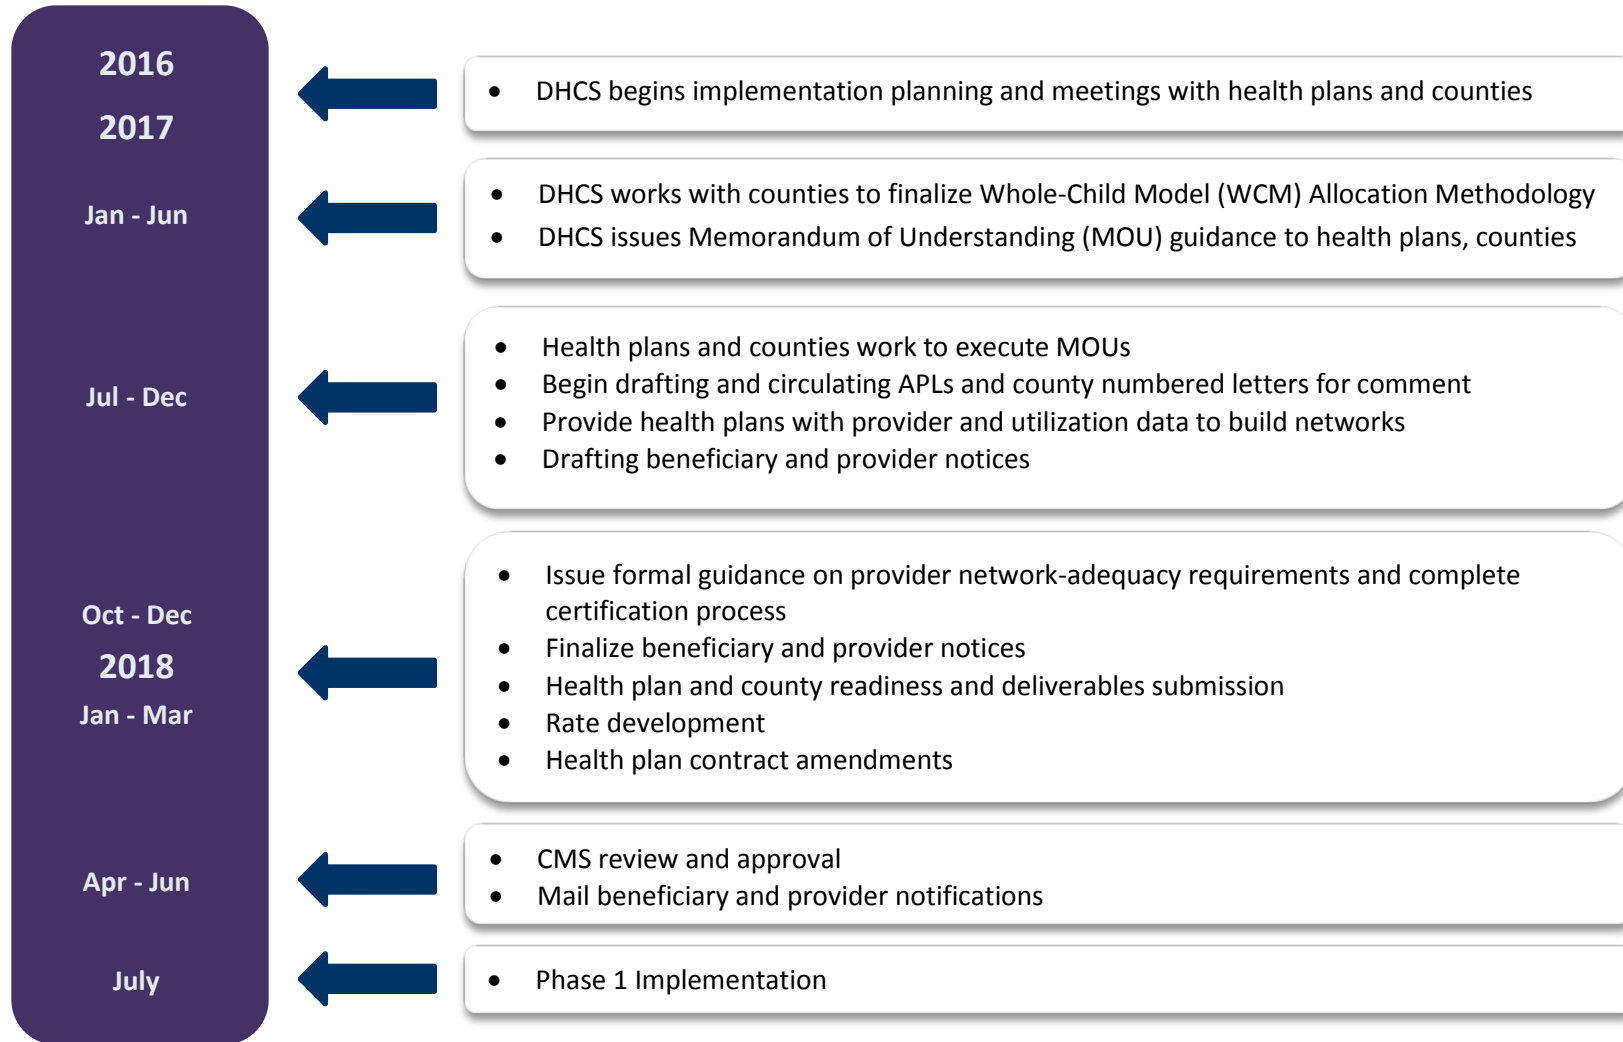 2016
• DHCS begins implementation planning and meetings with health plans and counties
2017
Jan - Jun
• DHCS works with counties to finalize Whole-Child Model (WCM) Allocation Methodology
• DHCS issues Memorandum of Understanding (MOU) guidance to health plans, counties
Jul - Dec
• Health plans and counties work to execute MOUs
• Begin drafting and circulating APLs and county numbered letters for comment
• Provide health plans with provider and utilization data to build networks
• Drafting beneficiary and provider notices
Oct - Dec
2018
Jan - Mar
• Issue formal guidance on provider network-adequacy requirements and complete
certification process
• Finalize beneficiary and provider notices
• Health plan and county readiness and deliverables submission
• Rate development
• Health plan contract amendments
Apr - Jun
• CMS review and approval
• Mail beneficiary and provider notifications
July
• Phase 1 Implementation